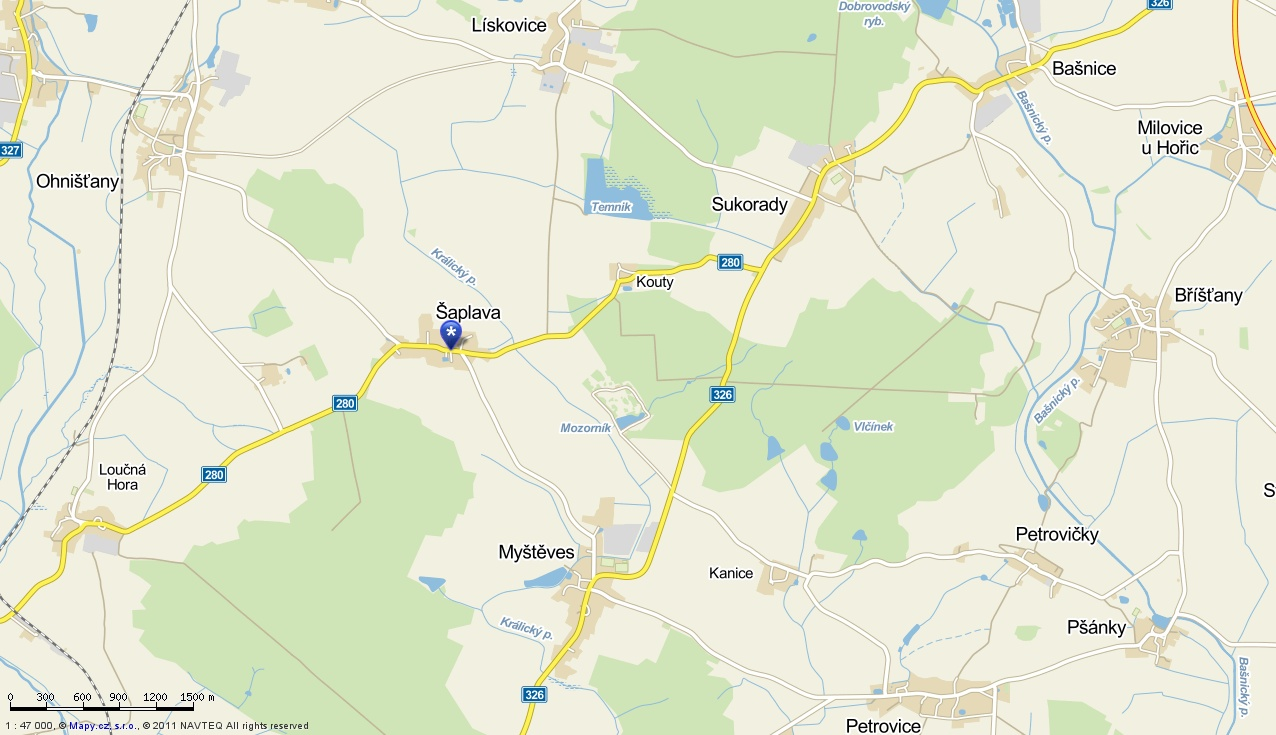 326
Dobrovodský
ryb.
Lískovice
Bašnice
Bašnický p.
Milovice
u Hořic
327
Ohnišťany
Temník
Sukorady
Králický p.
280
Kouty
Bříšťany
Šaplava
*
Bašnický p.
326
280
Mozorník
Vlčínek
280
Loučná
Hora
S
Petrovičky
Myštěves
Kanice
Králický p.
Pšánky
Bašnický p.
326
Petrovice
0 300 600 900 1200 1500 m
1 : 47 000, © Mapy.cz, s.r.o., © 2011 NAVTEQ All rights reserved